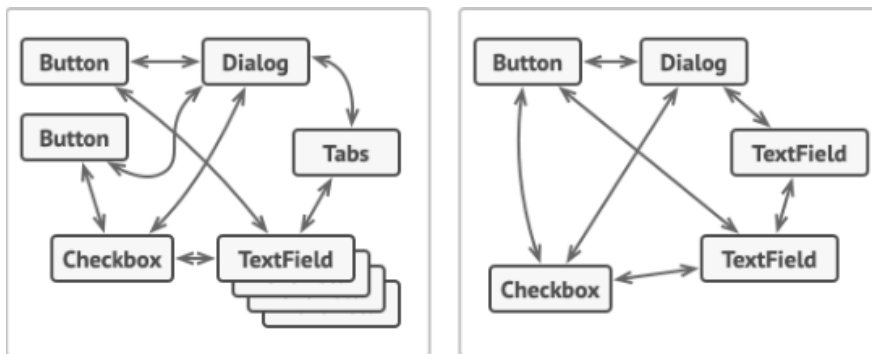 Button
Dialog
Button
Tabs
Checkbox
TextField
Button
Dialog
TextField
TextField
Checkbox